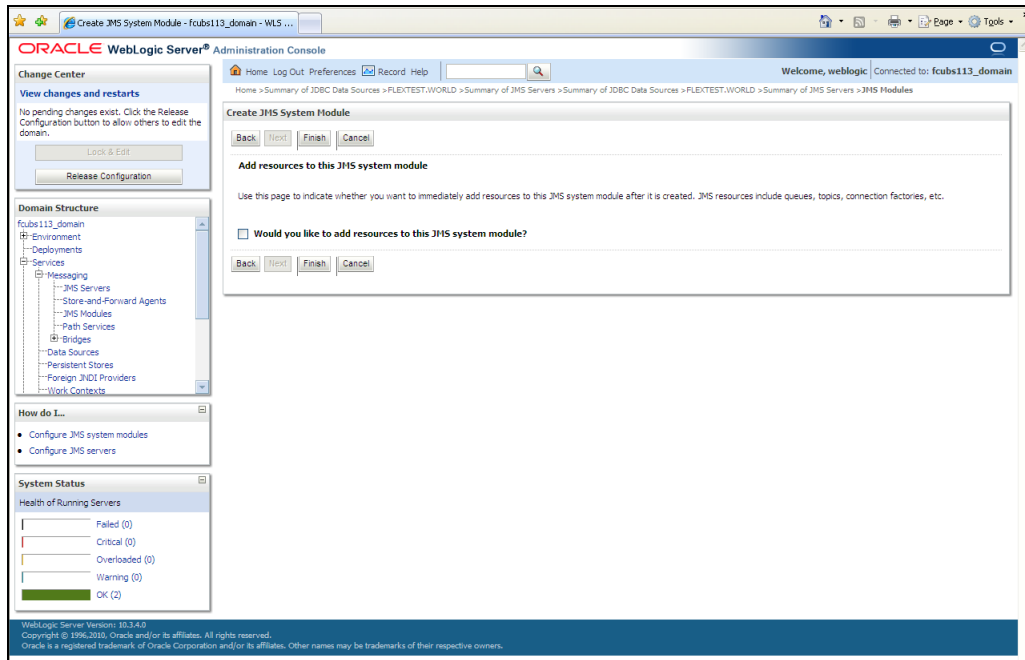 Create JMS System Module - fcubs113_domain - WLS ...
Page
Tools
ORACLE WebLogic Server® Administration Console
Change Center
View changes and restarts
No pending changes exist. Click the Release
Configuration button to allow others to edit the
domain.
Lock & Edit
Release Configuration
Domain Structure
fcubs113_domain
Environment
Deployments
Services
Messaging
JMS Servers
Store-and-Forward Agents
JMS Modules
Path Services
Bridges
Data Sources
Persistent Stores
Foreign JNDI Providers
Work Contexts
How do I...
Configure JMS system modules
Configure JMS servers
System Status
Health of Running Servers
Failed (0)
Critical (0)
Overloaded (0)
Warning (0)
OK (2)
Home Log Out Preferences Record Help
Welcome, weblogic Connected to: fcubs113_domain
Home >Summary of JDBC Data Sources >FLEXTEST.WORLD >Summary of JMS Servers >Summary of JDBC Data Sources >FLEXTEST.WORLD >Summary of JMS Servers >JMS Modules
Create JMS System Module
Back Next Finish Cancel
Add resources to this JMS system module
Use this page to indicate whether you want to immediately add resources to this JMS system module after it is created. JMS resources include queues, topics, connection factories, etc.
Would you like to add resources to this JMS system module?
Back Next Finish Cancel
WebLogic Server Version: 10.3.4.0
Copyright © 1996,2010, Oracle and/or its affiliates. All rights reserved.
Oracle is a registered trademark of Oracle Corporation and/or its affiliates. Other names may be trademarks of their respective owners.